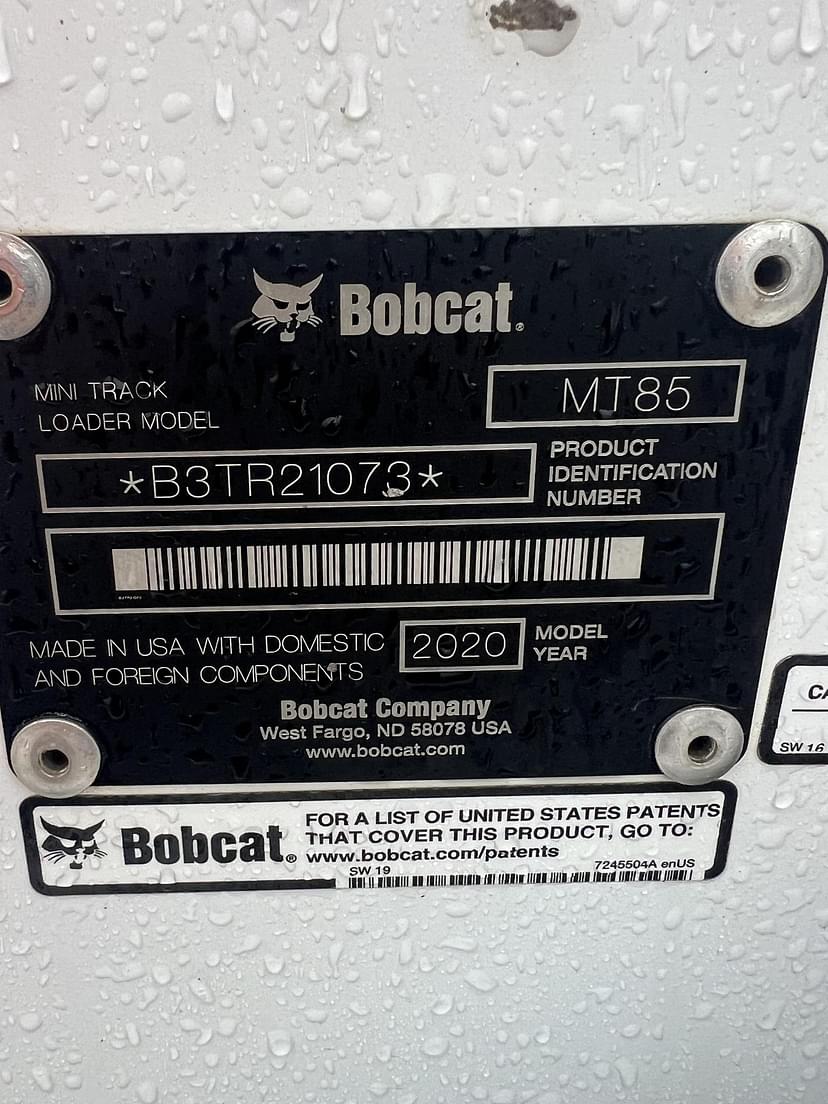 Bobcat®
MINI TRACK
LOADER MODEL
MT85
*B3TR21073*
PRODUCT
IDENTIFICATION
NUMBER
MADE IN USA WITH DOMESTIC
AND FOREIGN COMPONENTS
2020
MODEL
YEAR
Bobcat Company
West Fargo, ND 58078 USA
www.bobcat.com
CA
SW 16
Bobcat®
FOR A LIST OF UNITED STATES PATENTS
THAT COVER THIS PRODUCT, GO TO:
www.bobcat.com/patents
SW 19
7245504A enUS